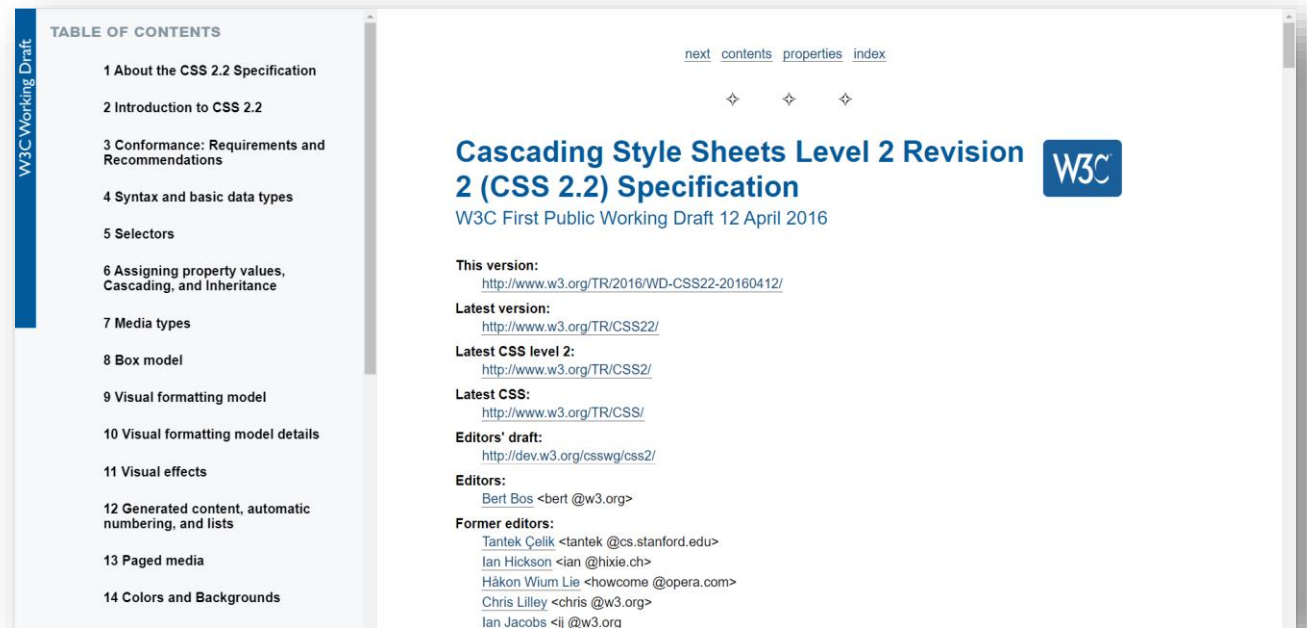 W3C Working Draft
TABLE OF CONTENTS
1 About the CSS 2.2 Specification
2 Introduction to CSS 2.2
3 Conformance: Requirements and
Recommendations
4 Syntax and basic data types
5 Selectors
6 Assigning property values,
Cascading, and Inheritance
7 Media types
8 Box model
9 Visual formatting model
10 Visual formatting model details
11 Visual effects
12 Generated content, automatic
numbering, and lists
13 Paged media
14 Colors and Backgrounds
next contents properties index
Cascading Style Sheets Level 2 Revision
2 (CSS 2.2) Specification
W3C
W3C First Public Working Draft 12 April 2016
This version:
http://www.w3.org/TR/2016/WD-CSS22-20160412/
Latest version:
http://www.w3.org/TR/CSS22/
Latest CSS level 2:
http://www.w3.org/TR/CSS2/
Latest CSS:
http://www.w3.org/TR/CSS/
Editors' draft:
http://dev.w3.org/csswg/css2/
Editors:
Bert Bos <bert @w3.org>
Former editors:
Tantek Çelik <tantek @cs.stanford.edu>
Ian Hickson <ian @hixie.ch>
Håkon Wium Lie <howcome @opera.com>
Chris Lilley <chris @w3.org>
Ian Jacobs <ij @w3.org